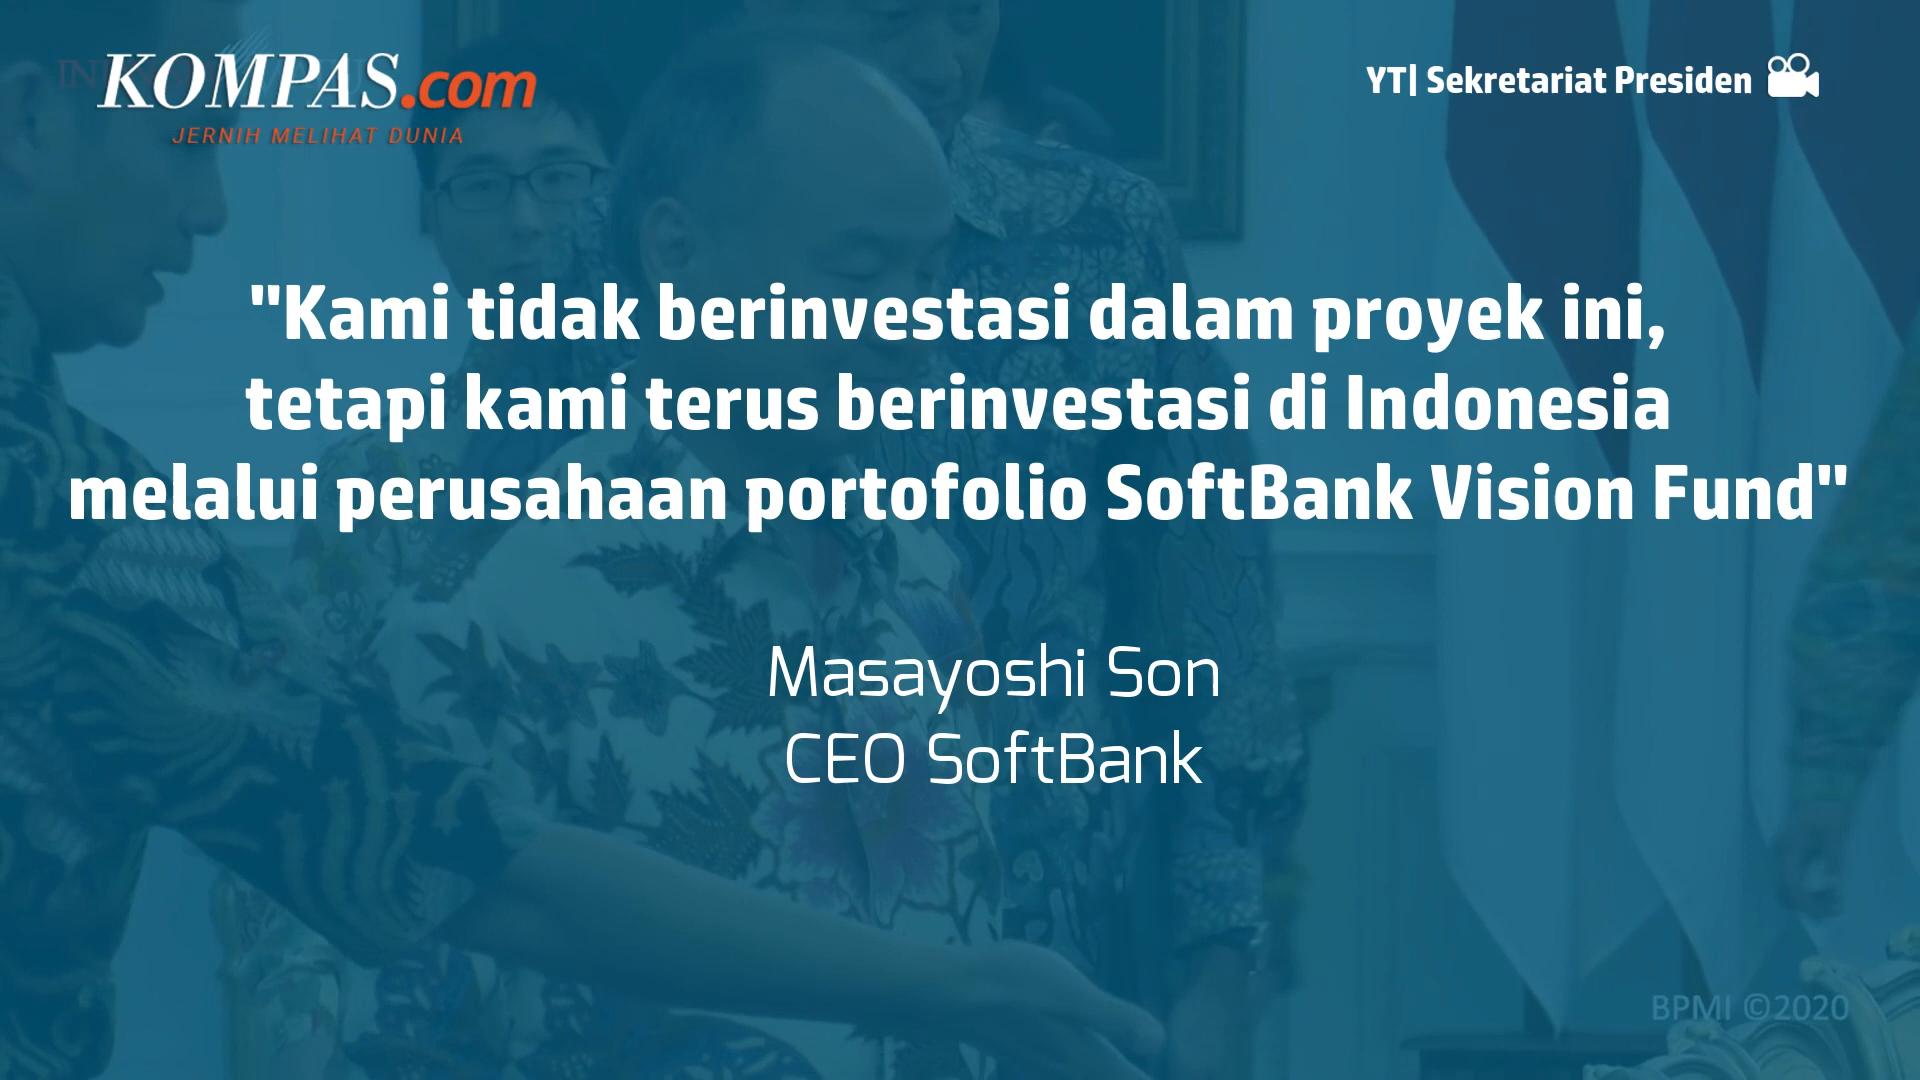 KOMPAS.com
JERNIH MELIHAT DUNIA
YT| Sekretariat Presiden
"Kami tidak berinvestasi dalam proyek ini,
tetapi kami terus berinvestasi di Indonesia
melalui perusahaan portofolio SoftBank Vision Fund"
Masayoshi Son
CEO SoftBank
BPMI ©2020